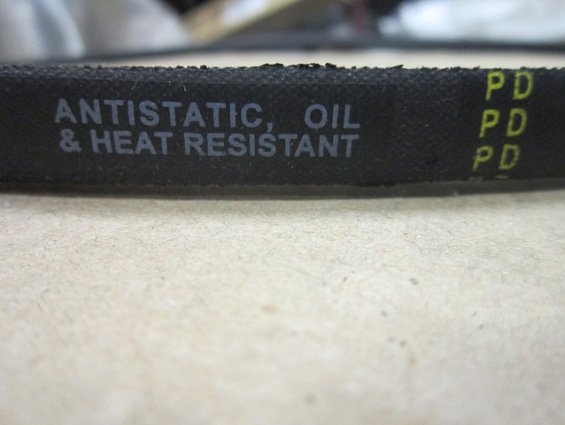 ANTISTATIC, OIL
& HEAT RESISTANT
PD
PD
PD